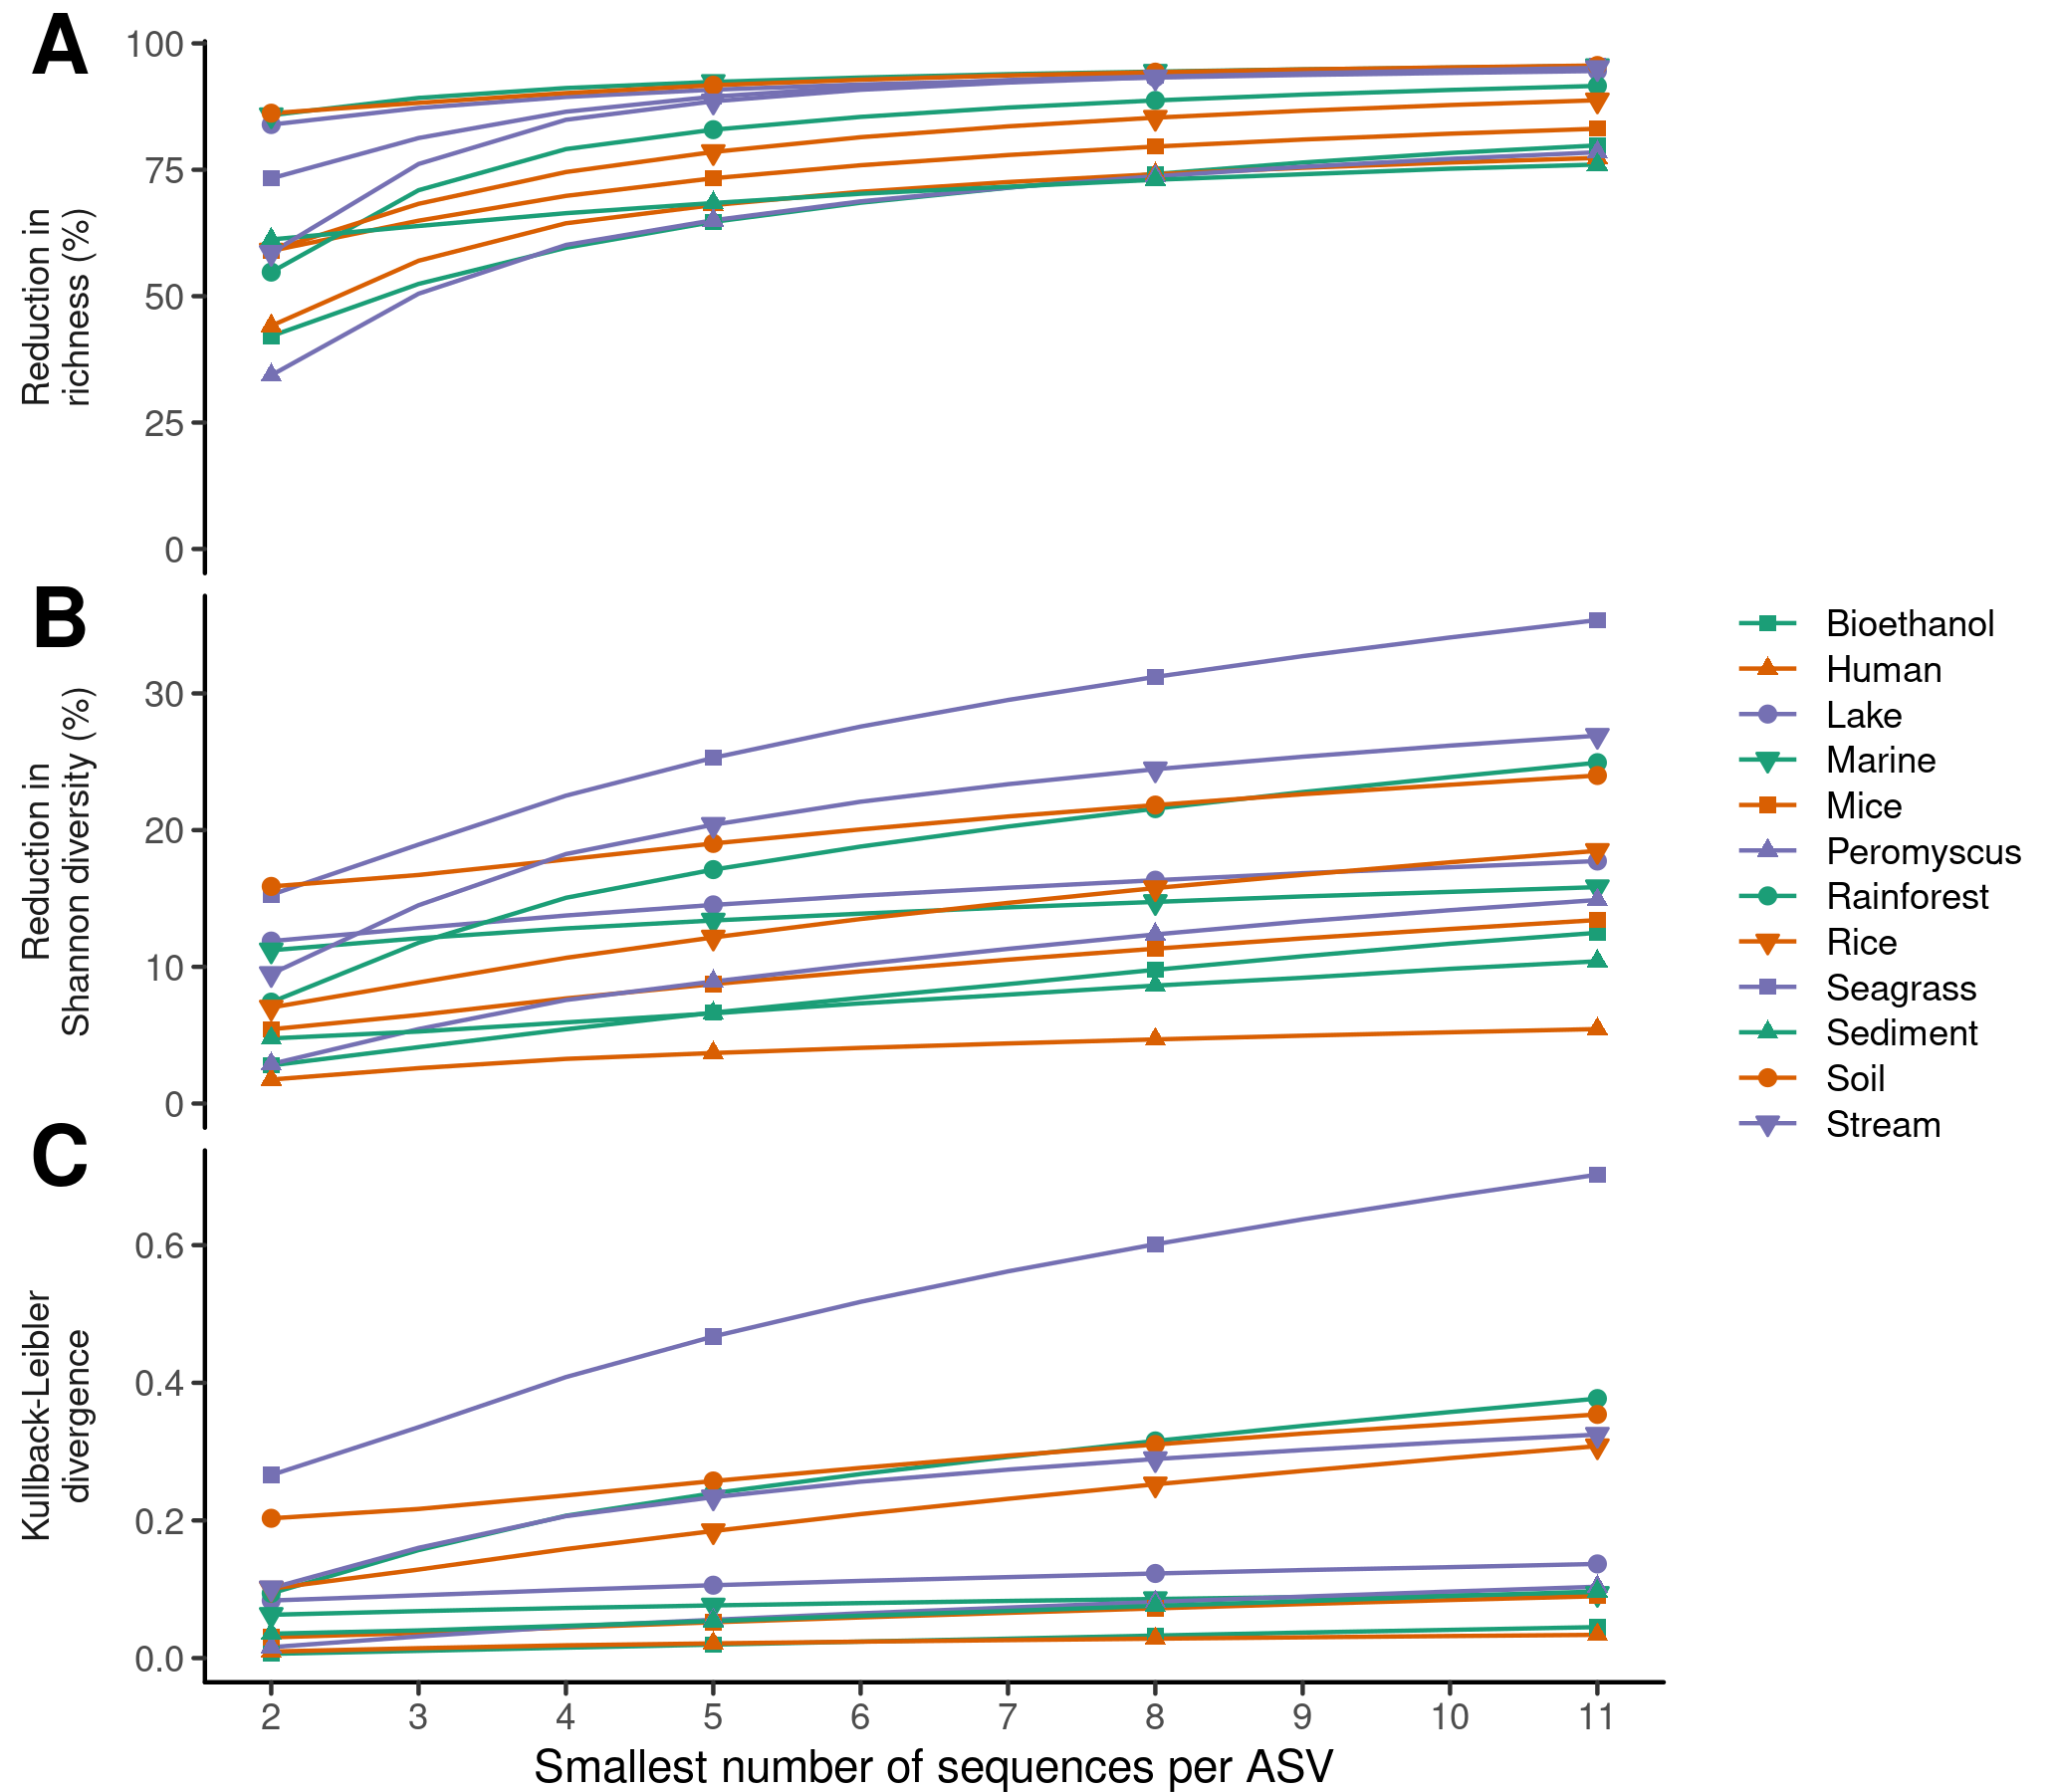 A
Reduction in
richness (%)
100
75
50
25
0
B
Reduction in
Shannon diversity (%)
30
20
10
0
Bioethanol
Human
Lake
Marine
Mice
Peromyscus
Rainforest
Rice
Seagrass
Sediment
Soil
Stream
C
Kullback-Leibler
divergence
0.6
0.4
0.2
0.0
2 3 4 5 6 7 8 9 10 11
Smallest number of sequences per ASV